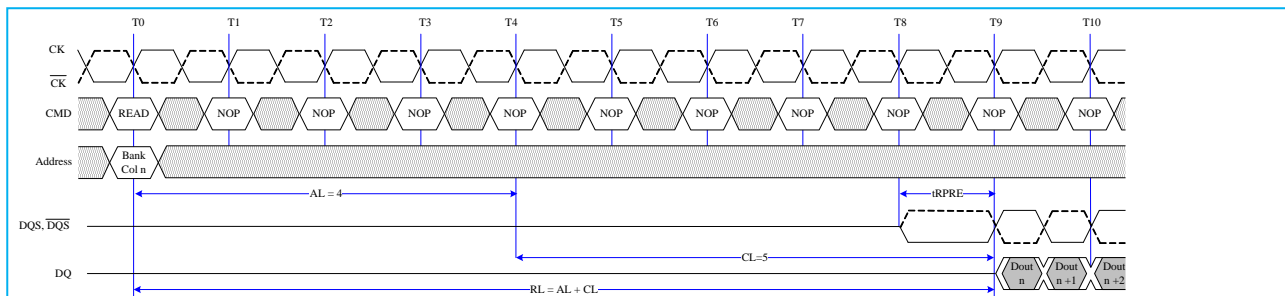 T0 T1 T2 T3 T4 T5 T6 T7 T8 T9 T10
CK
CK
CMD READ NOP NOP NOP NOP NOP NOP NOP NOP NOP NOP
Address Bank
Col n
AL = 4 tRPRE
DQS, DQS
CL=5
DQ Dout Dout Dout
n n +1 n +2
RL = AL + CL